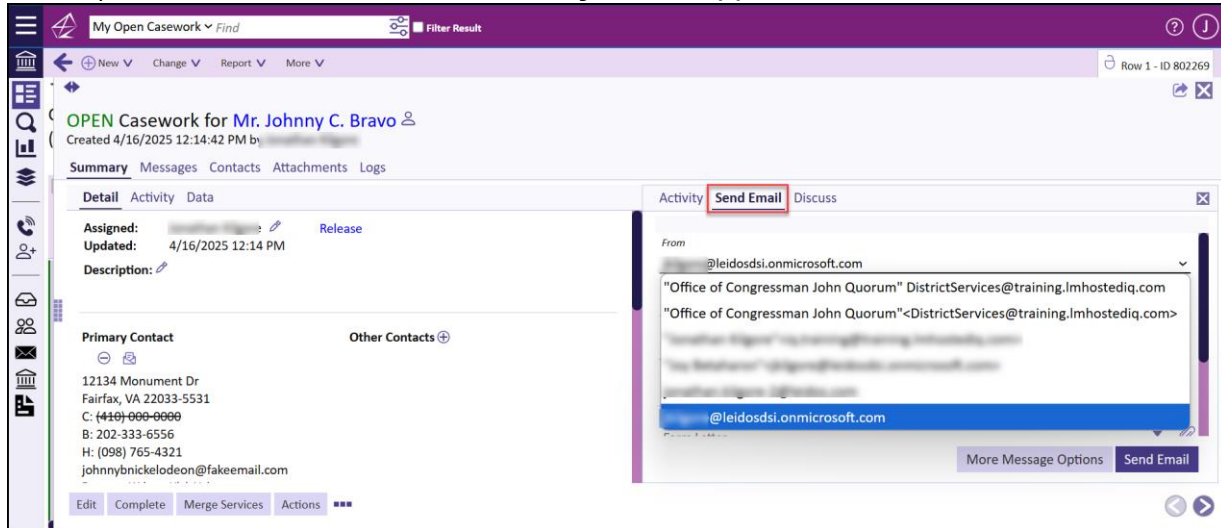 My Open Casework Find Filter Result ? J
New Change Report More Row 1 - ID 802269
OPEN Casework for Mr. Johnny C. Bravo
Created 4/16/2025 12:14:42 PM by
Summary Messages Contacts Attachments Logs
Detail Activity Data
Activity Send Email Discuss
Assigned: Release
Updated: 4/16/2025 12:14 PM
Description:
From
@leidosdsi.onmicrosoft.com
"Office of Congressman John Quorum" DistrictServices@training.lmhostediq.com
"Office of Congressman John Quorum"<DistrictServices@training.lmhostediq.com>
@leidosdsi.onmicrosoft.com
Primary Contact Other Contacts
12134 Monument Dr
Fairfax, VA 22033-5531
C: (410) 000-0000
B: 202-333-6556
H: (098) 765-4321
johnnybnickelodeon@fakeemail.com
More Message Options Send Email
Edit Complete Merge Services Actions